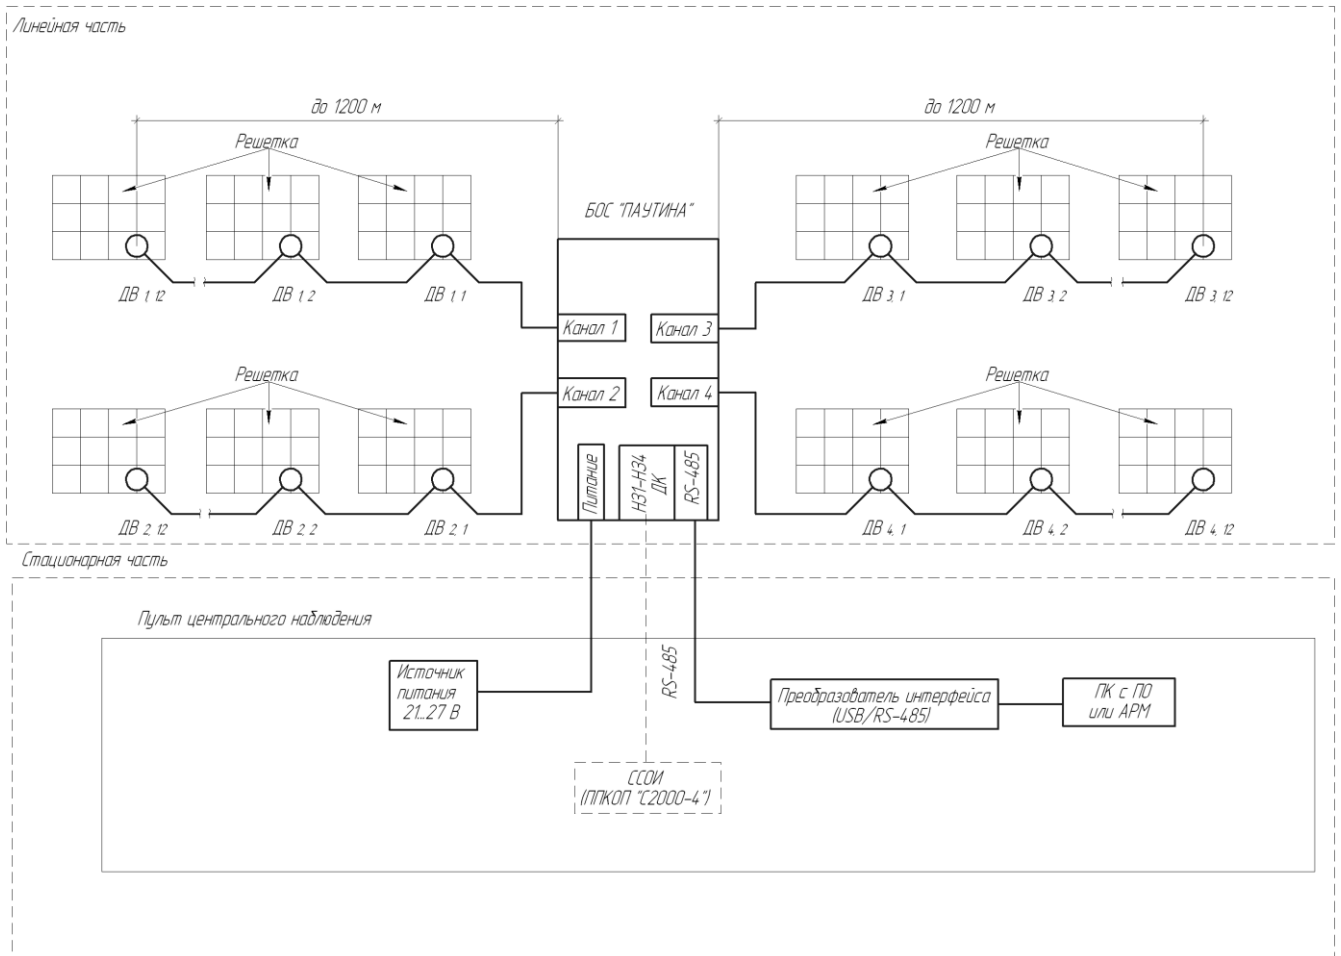 Линейная часть
до 1200 м
до 1200 м
Решетка
Решетка
БОС "ПАУТИНА"
ДВ 1, 12
ДВ 1, 2
ДВ 1, 1
ДВ 3, 1
ДВ 3, 2
ДВ 3, 12
Канал 1
Канал 3
Решетка
Решетка
Канал 2
Канал 4
Питание
НЗ1-НЗ4
ДК
RS-485
ДВ 2, 12
ДВ 2, 2
ДВ 2, 1
ДВ 4, 1
ДВ 4, 2
ДВ 4, 12
Стационарная часть
Пульт центрального наблюдения
Источник
питания
21...27 В
RS-485
Преобразователь интерфейса
(USB/RS-485)
ПК с ПО
или АРМ
ССОИ
(ППКОП "С2000-4")